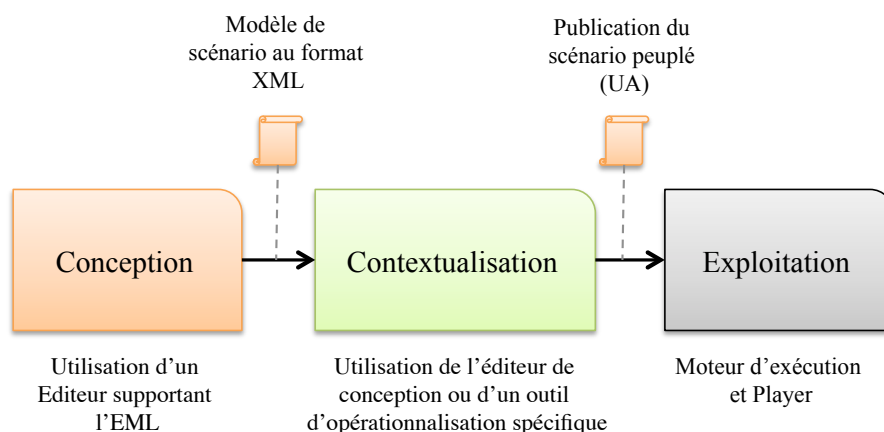 Modèle de
scénario au format
XML
Publication du
scénario peuplé
(UA)
Conception
Contextualisation
Exploitation
Utilisation d’un
Editeur supportant
l’EML
Utilisation de l’éditeur de
conception ou d’un outil
d’opérationnalisation spécifique
Moteur d’exécution
et Player